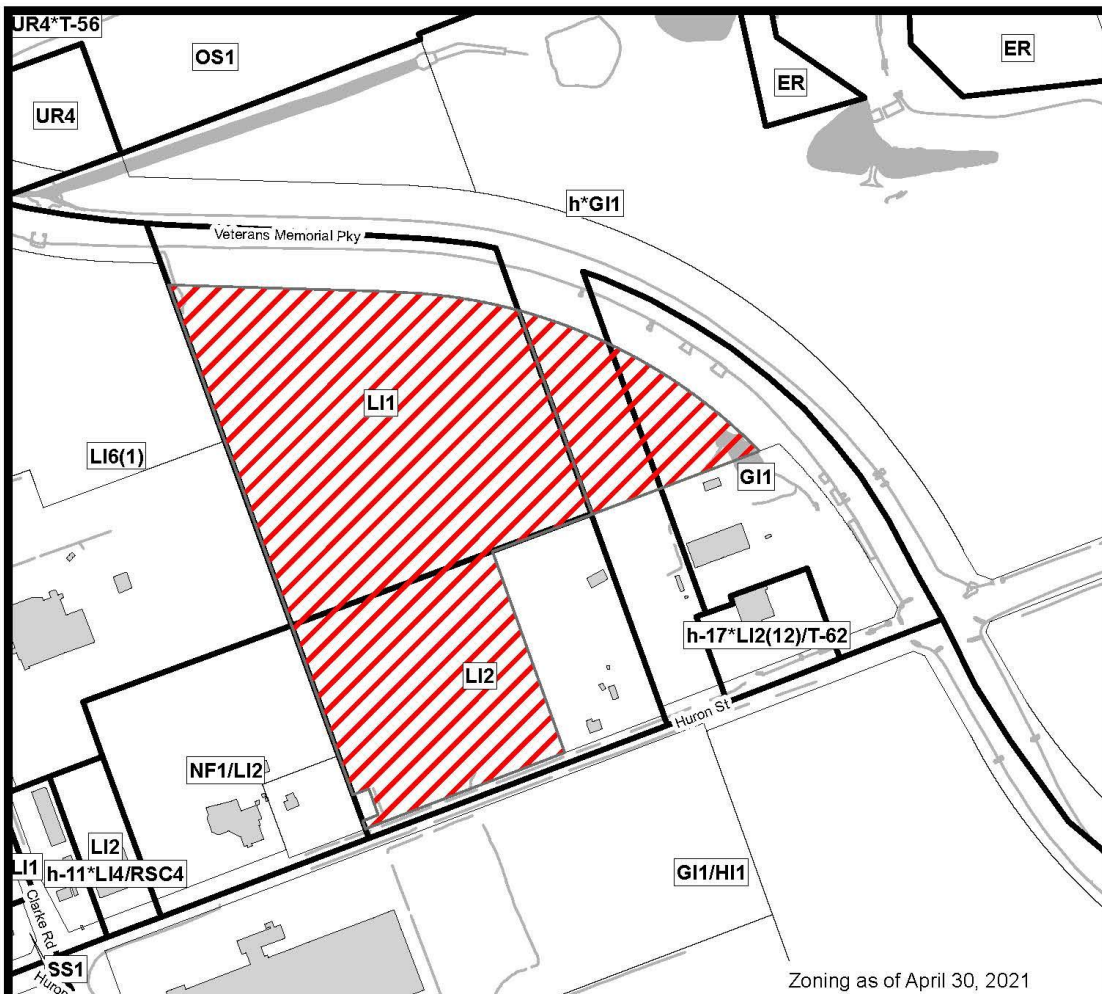 UR4*T-56
OS1
ER
ER
UR4
h*GI1
Veterans Memorial Pky
LI1
LI6(1)
GI1
h-17*LI2(12)/T-62
LI2
Huron St
NF1/LI2
LI2
LI1
h-11*LI4/RSC4
GI1/HI1
Clarke Rd
SS1
Huron
Zoning as of April 30, 2021